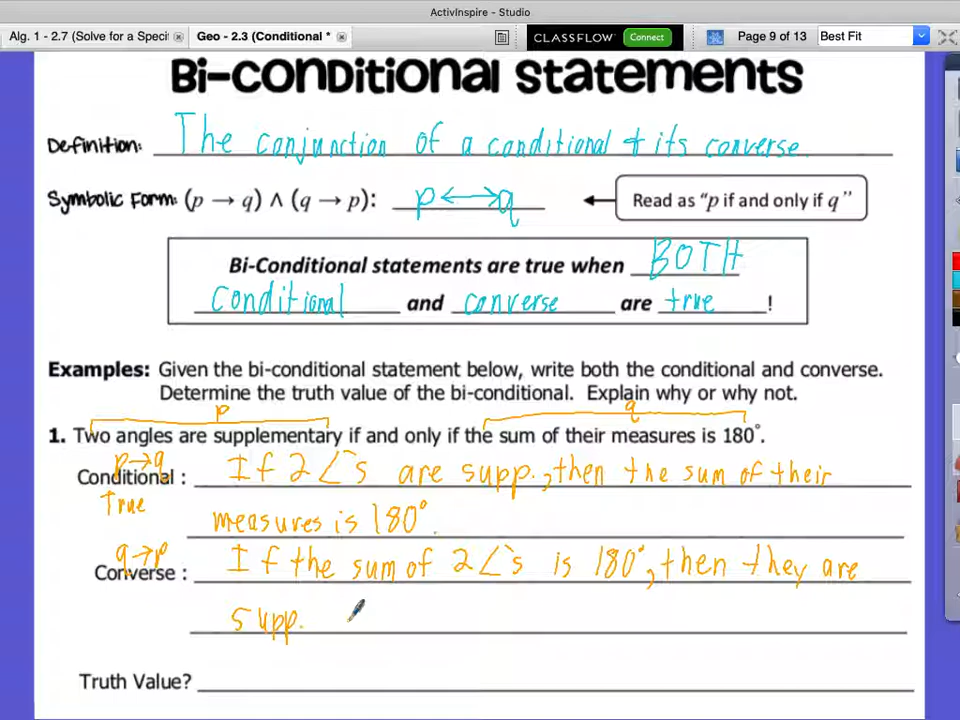 ActivInspire - Studio
Alg. 1 - 2.7 (Solve for a Speci
Geo - 2.3 (Conditional *
CLASSFLOW™ Connect
Page 9 of 13
Best Fit
Bi-conditional statements
Definition: The conjunction of a conditional + its converse
Symbolic Form: (p → q) ∧ (q → p): p ↔ q
Read as "p if and only if q"
Bi-Conditional statements are true when BOTH
Conditional and converse are true !
Examples: Given the bi-conditional statement below, write both the conditional and converse.
Determine the truth value of the bi-conditional. Explain why or why not.
p q
1. Two angles are supplementary if and only if the sum of their measures is 180°.
p→q
Conditional : If 2 ∠'s are supp., then the sum of their
True
measures is 180°.
q→p
Converse : If the sum of 2 ∠'s is 180°, then they are
supp.
Truth Value?